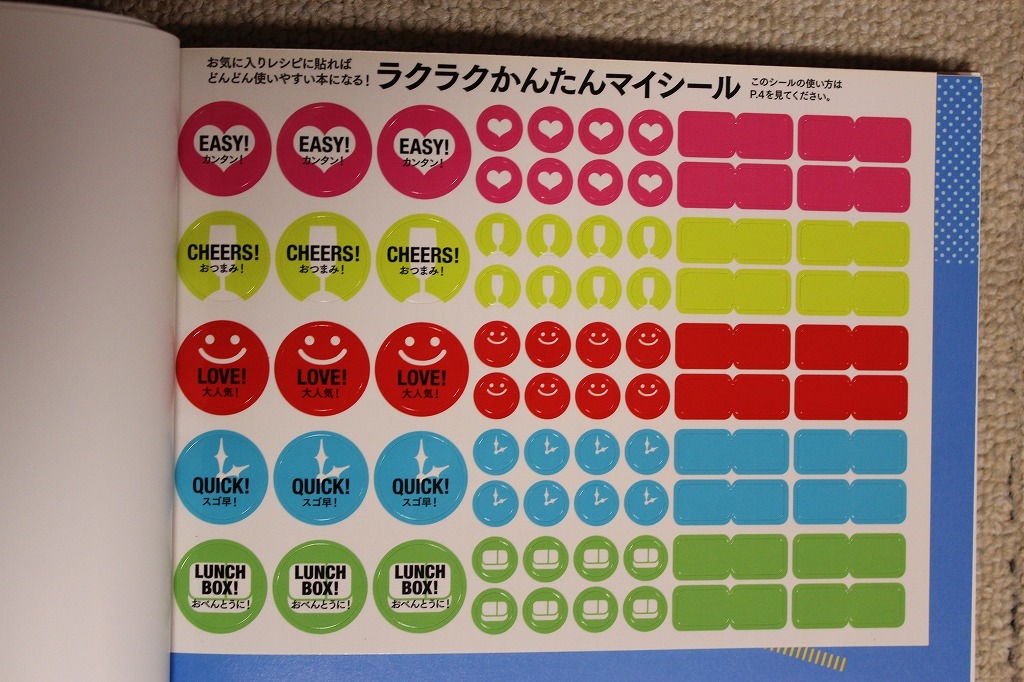 お気に入りレシピに貼れば
どんどん使いやすい本になる!
ラクラクかんたんマイシール
このシールの使い方は
P.4を見てください。
EASY!
カンタン!
EASY!
カンタン!
EASY!
カンタン!
CHEERS!
おつまみ!
CHEERS!
おつまみ!
CHEERS!
おつまみ!
LOVE!
大人気!
LOVE!
大人気!
LOVE!
大人気!
QUICK!
スゴ早!
QUICK!
スゴ早!
QUICK!
スゴ早!
LUNCH
BOX!
おべんとうに!
LUNCH
BOX!
おべんとうに!
LUNCH
BOX!
おべんとうに!